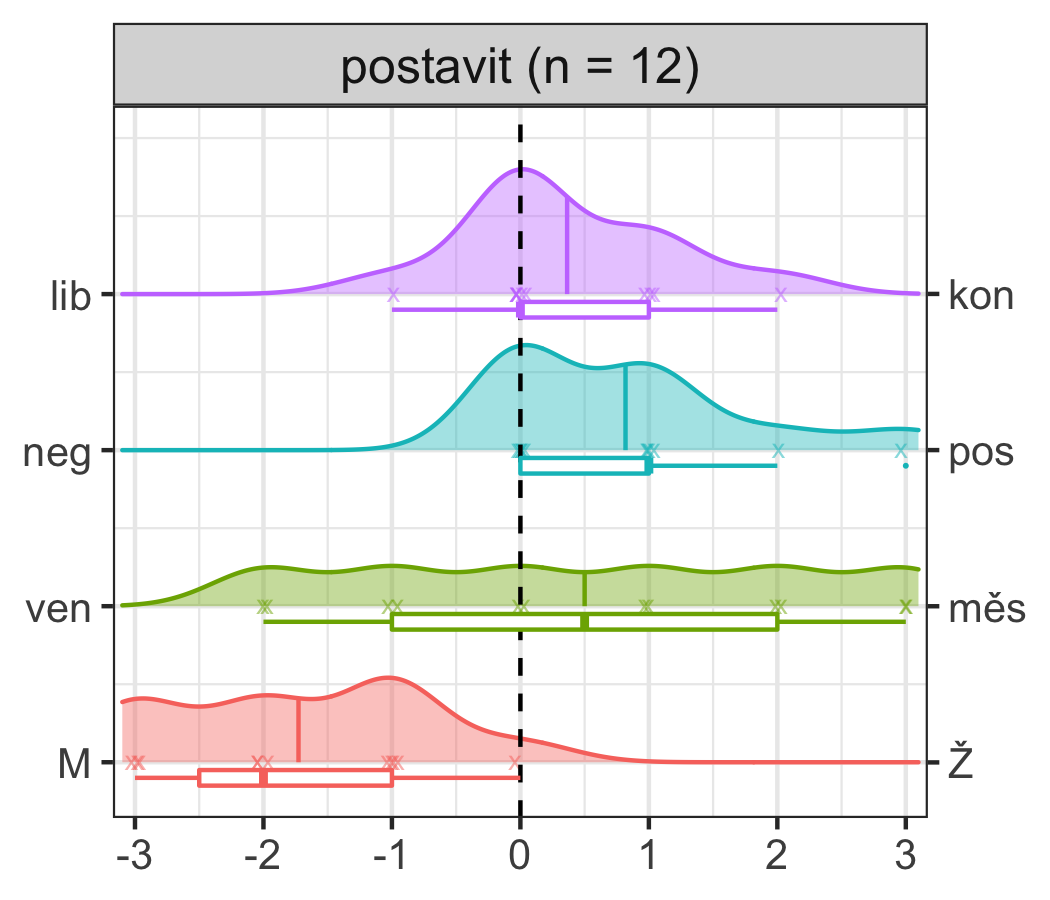 postavit (n = 12)
lib kon
neg pos
ven měs
M Ž
-3 -2 -1 0 1 2 3